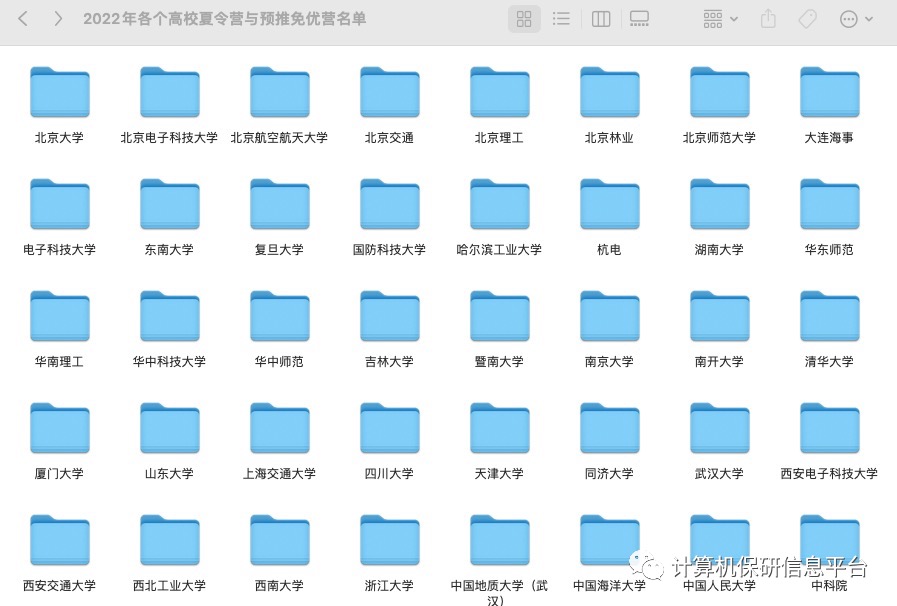 2022年各个高校夏令营与预推免优营名单
北京大学 北京电子科技大学 北京航空航天大学 北京交通 北京理工 北京林业 北京师范大学 大连海事
电子科技大学 东南大学 复旦大学 国防科技大学 哈尔滨工业大学 杭电 湖南大学 华东师范
华南理工 华中科技大学 华中师范 吉林大学 暨南大学 南京大学 南开大学 清华大学
厦门大学 山东大学 上海交通大学 四川大学 天津大学 同济大学 武汉大学 西安电子科技大学
计算机保研信息平台
西安交通大学 西北工业大学 西南大学 浙江大学 中国地质大学（武 中国海洋大学 中国人民大学 中科院
汉）